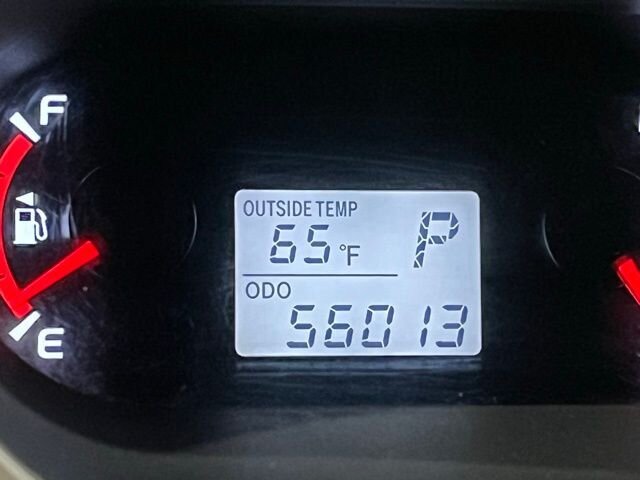 F
E
OUTSIDE TEMP
65°F P
ODO
56013